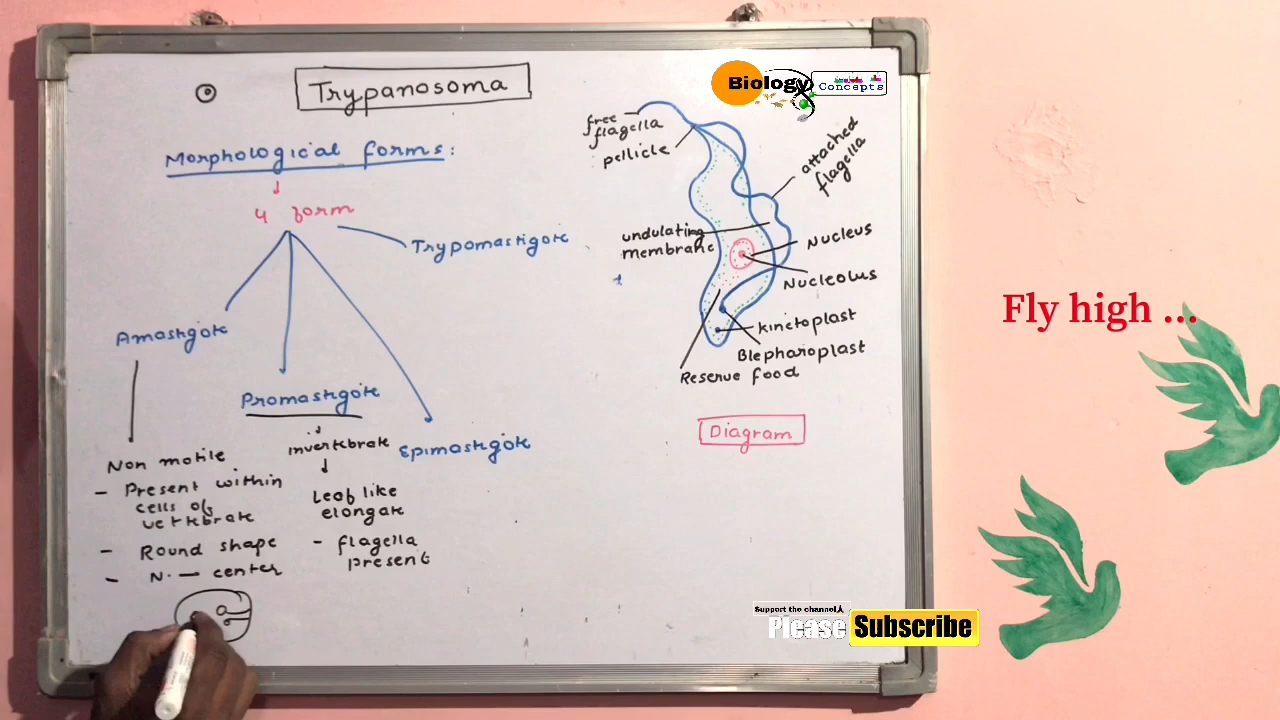 Trypanosoma
Morphological forms:
4 form
Trypomastigote
Amastigote
Promastigote
Epimastigote
Non motile
- Present within
cells of
vertebrate
- Round shape
- N. — center
invertebrate
Leaf like
elongate
- flagella
present
Biology
Concepts
free
flagella
pellicle
attached
flagella
undulating
membrane
Nucleus
Nucleolus
kinetoplast
Blepharoplast
Reserve food
Diagram
Fly high ...
Support the channel
Please Subscribe